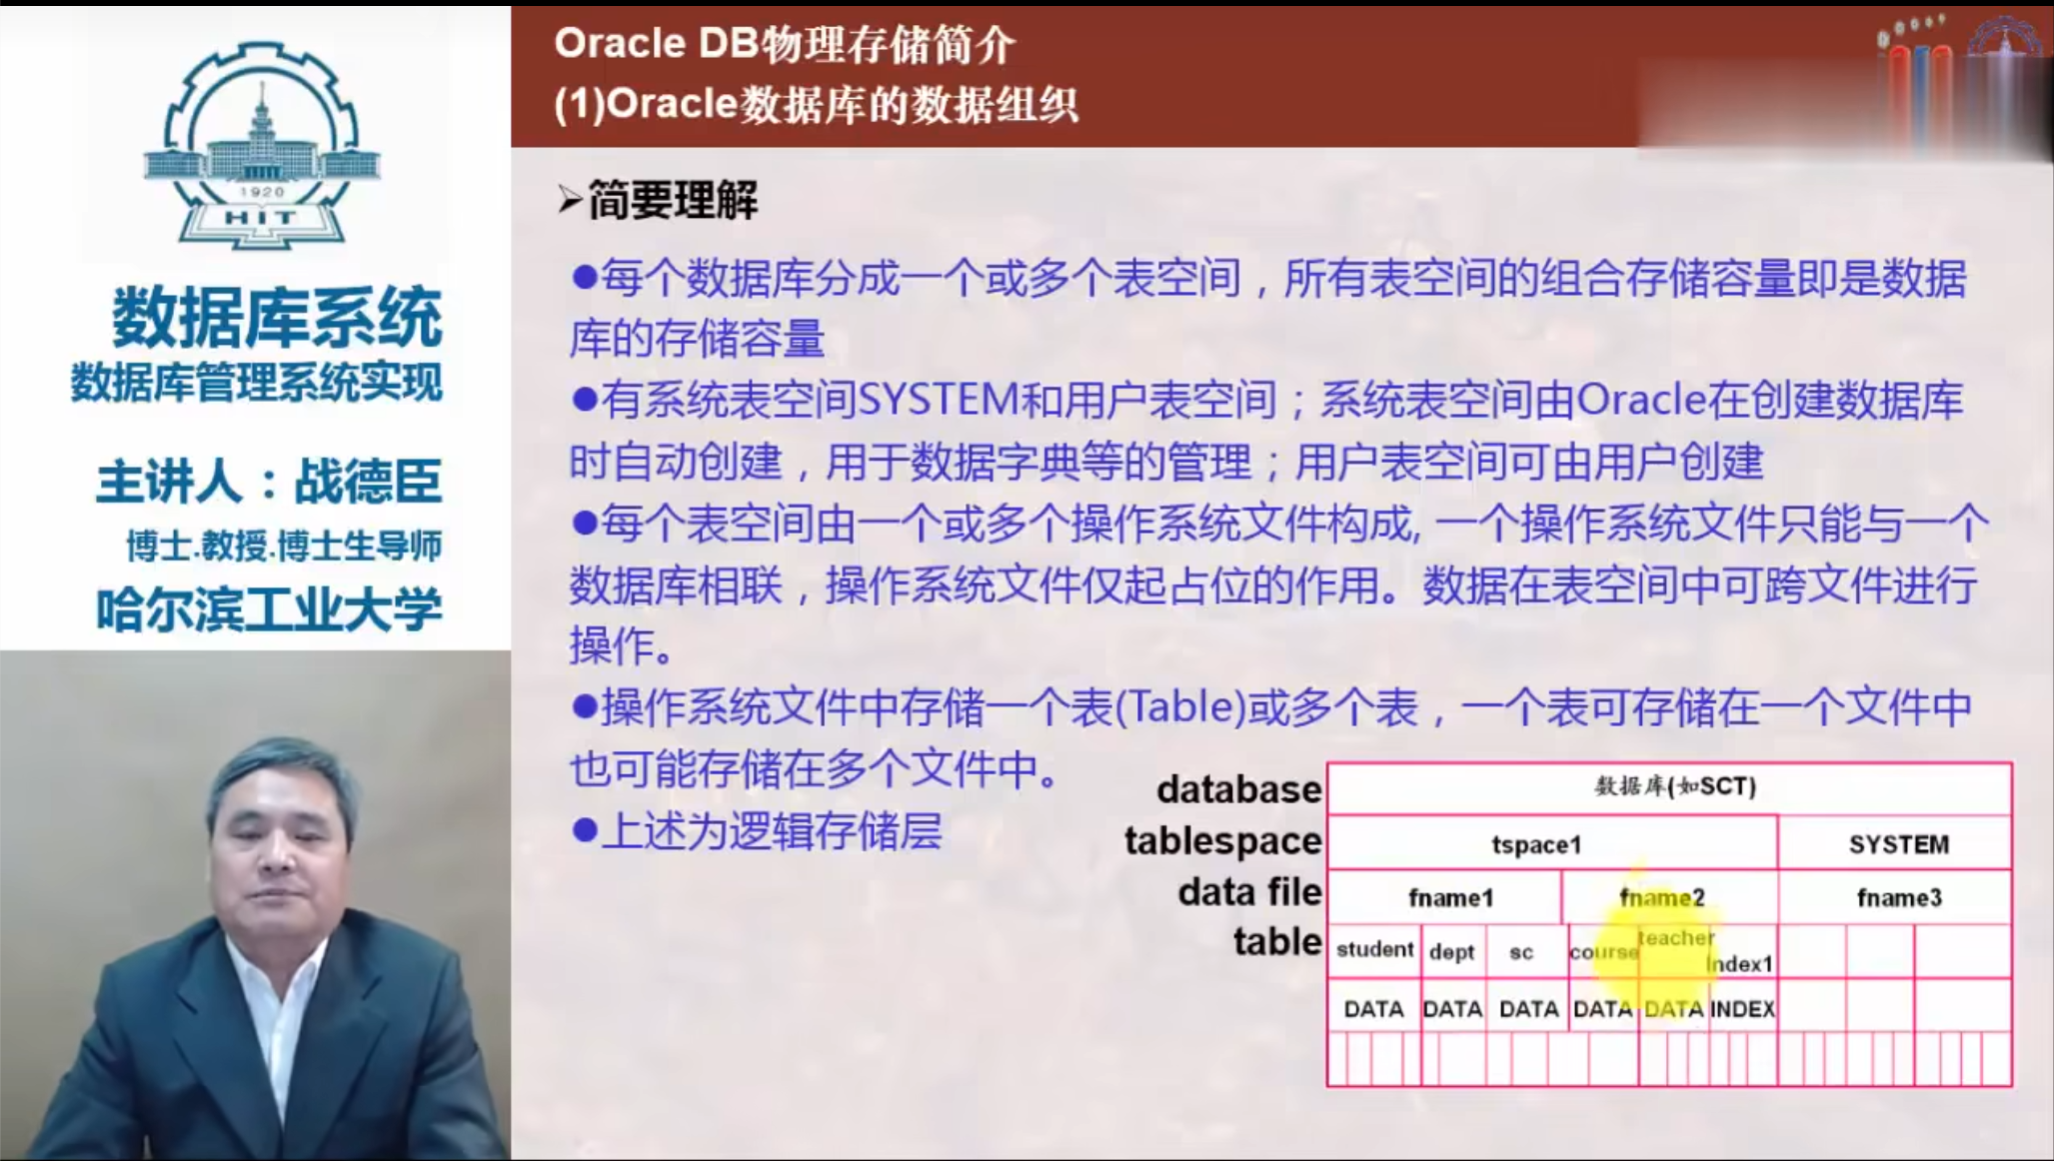 1920
HIT
数据库系统
数据库管理系统实现
主讲人：战德臣
博士.教授.博士生导师
哈尔滨工业大学
Oracle DB物理存储简介
(1)Oracle数据库的数据组织
➢简要理解
●每个数据库分成一个或多个表空间，所有表空间的组合存储容量即是数据
库的存储容量
●有系统表空间SYSTEM和用户表空间；系统表空间由Oracle在创建数据库
时自动创建，用于数据字典等的管理；用户表空间可由用户创建
●每个表空间由一个或多个操作系统文件构成, 一个操作系统文件只能与一个
数据库相联，操作系统文件仅起占位的作用。数据在表空间中可跨文件进行
操作。
●操作系统文件中存储一个表(Table)或多个表，一个表可存储在一个文件中
也可能存储在多个文件中。
●上述为逻辑存储层
database 数据库(如SCT)
tablespace tspace1 SYSTEM
data file fname1 fname2 fname3
table student dept sc course teacher Index1
DATA DATA DATA DATA DATA INDEX